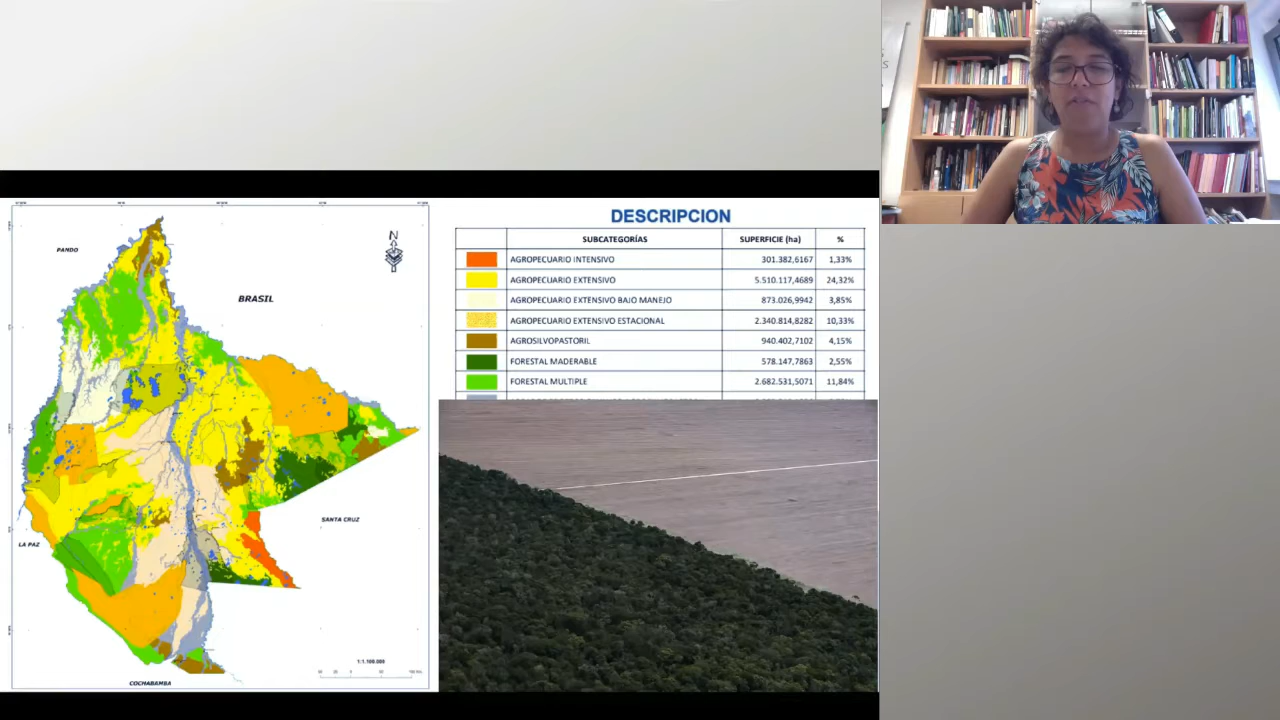 PANDO
N
BRASIL
SANTA CRUZ
LA PAZ
1:1.100.000
COCHABAMBA
DESCRIPCION
SUBCATEGORÍAS SUPERFICIE (ha) %
AGROPECUARIO INTENSIVO 301.382,6167 1,33%
AGROPECUARIO EXTENSIVO 5.510.117,4689 24,32%
AGROPECUARIO EXTENSIVO BAJO MANEJO 873.026,9942 3,85%
AGROPECUARIO EXTENSIVO ESTACIONAL 2.340.814,8282 10,33%
AGROSILVOPASTORIL 940.402,7102 4,15%
FORESTAL MADERABLE 578.147,7863 2,55%
FORESTAL MULTIPLE 2.682.531,5071 11,84%